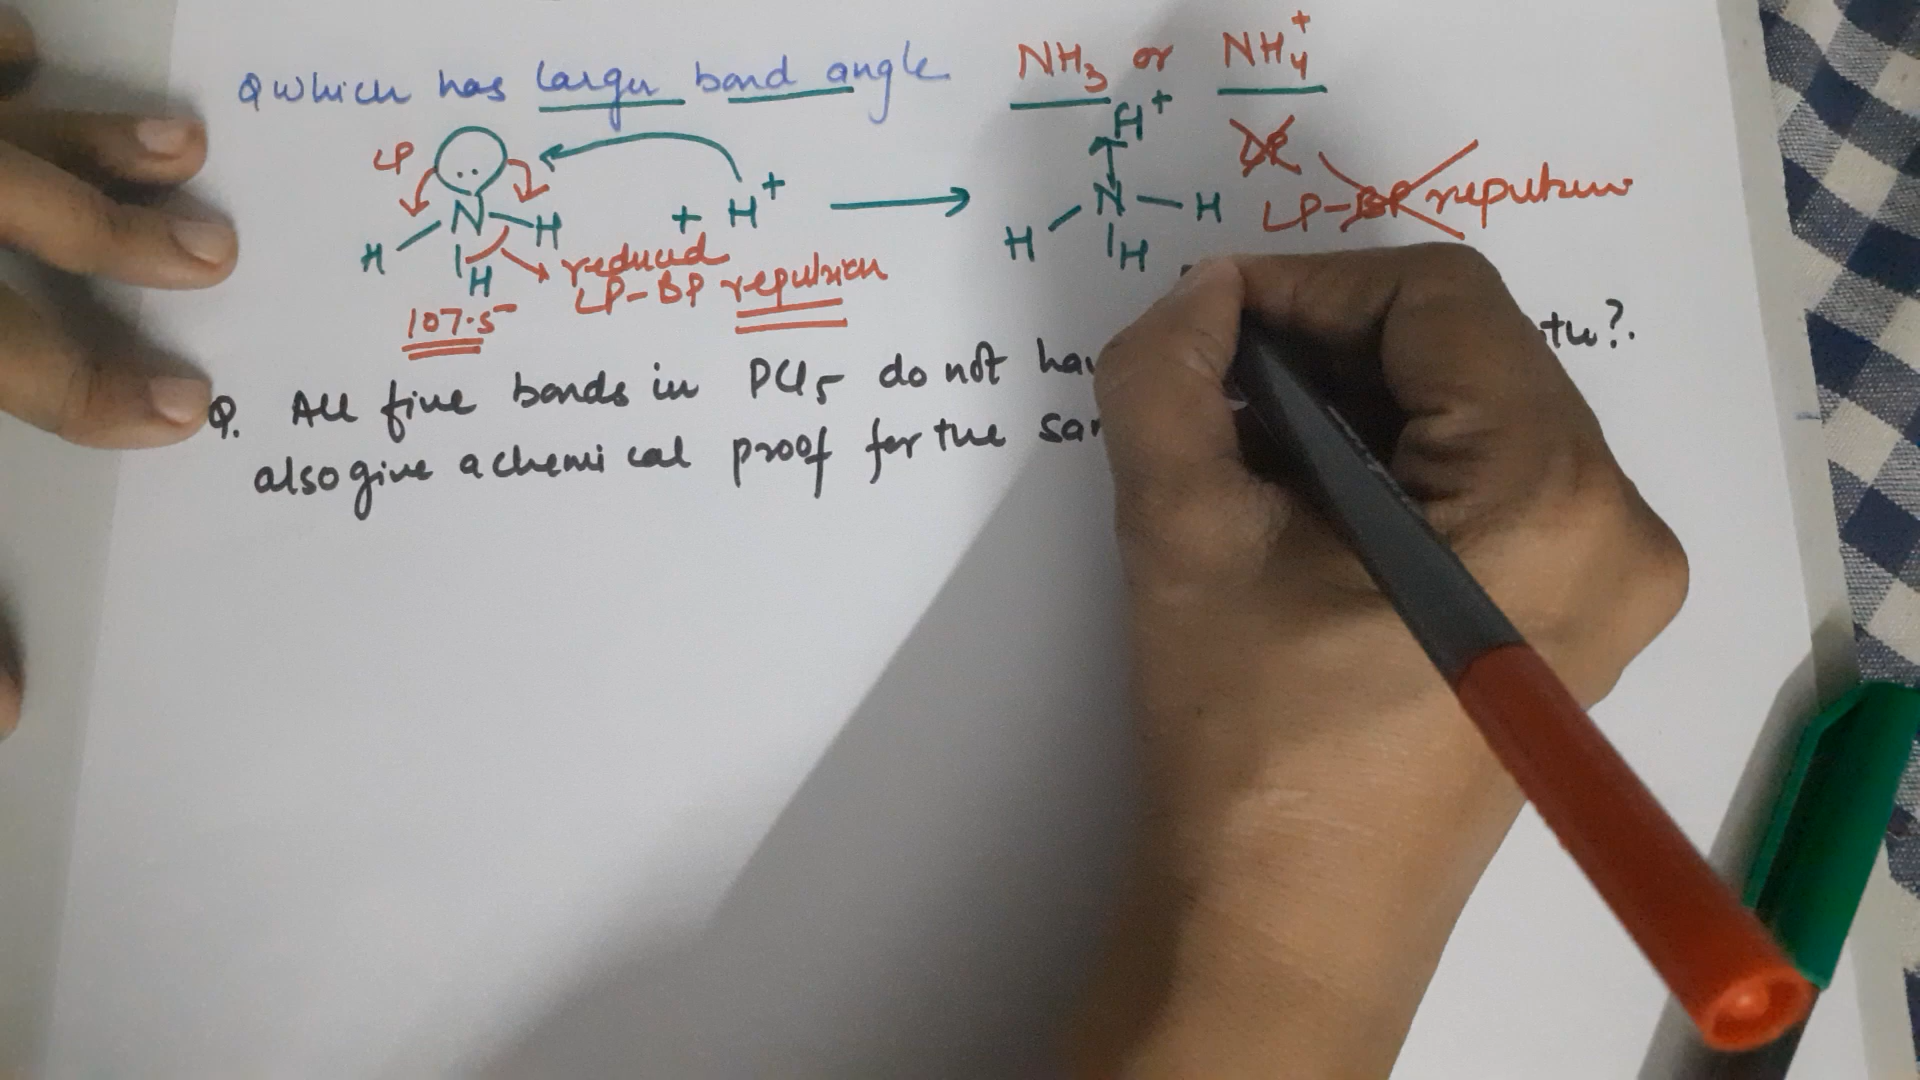 Q Which has larger bond angle NH3 or NH4+
LP
..
N
H
H
H
+ H+
H+
N
H
H
H
LP
LP-BP repulsion
reduced
LP-BP repulsion
107.5
Q. All five bonds in PCl5 do not
also give a chemical proof for the